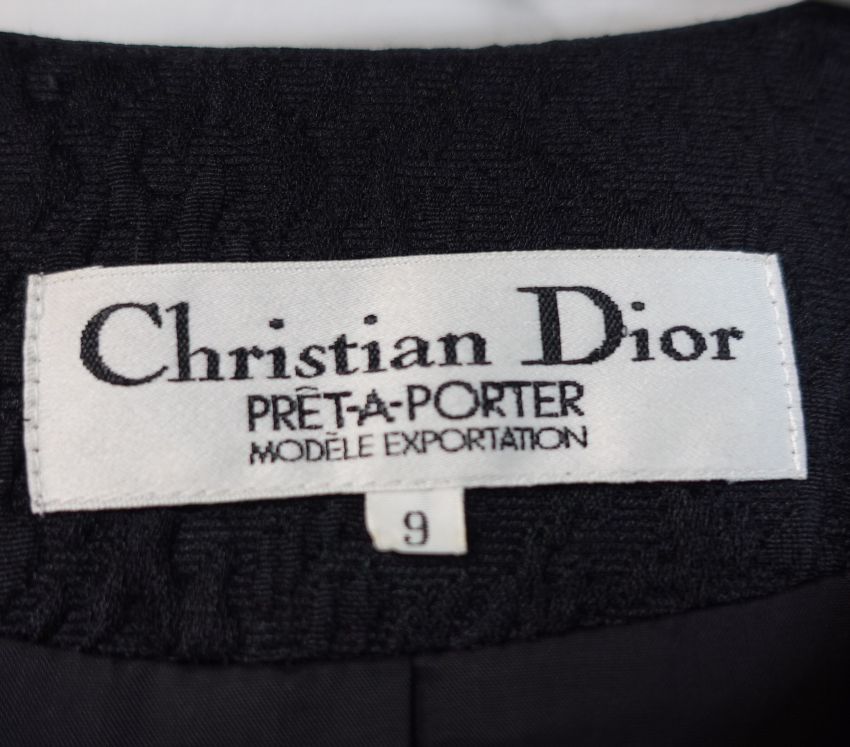 Christian Dior
PRÊT-A-PORTER
MODÈLE EXPORTATION
9